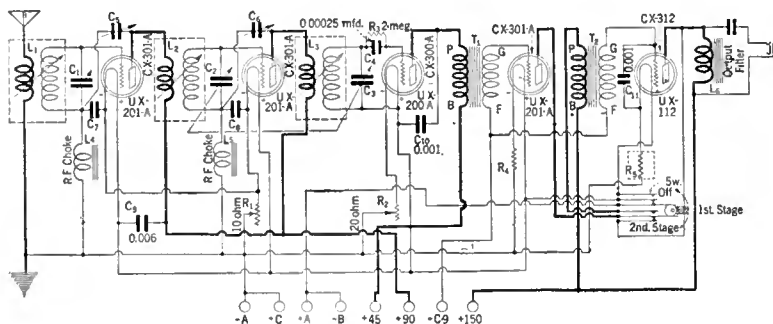 C5
C6
0.00025 mfd.
R3 2-meg.
CX-301-A
CX-312
L1
C1
CX-301-A
L2
C2
CX-301-A
L3
C4
C3
CX-300-A
P
T1
G
P
T2
G
0.0001
L6
Output
Filter
C7
UX-
201-A
C8
UX-
201-A
UX-
200-A
B
F
UX-
201-A
B
F
C11
UX-
112
L4
R F Choke
L5
R F Choke
C10
0.001
R4
R5
C9
0.006
R1
10 ohm
R2
20 ohm
Sw.
Off
1st. Stage
2nd. Stage
-A
+C
+A
-B
+45
+90
-C-9
+150